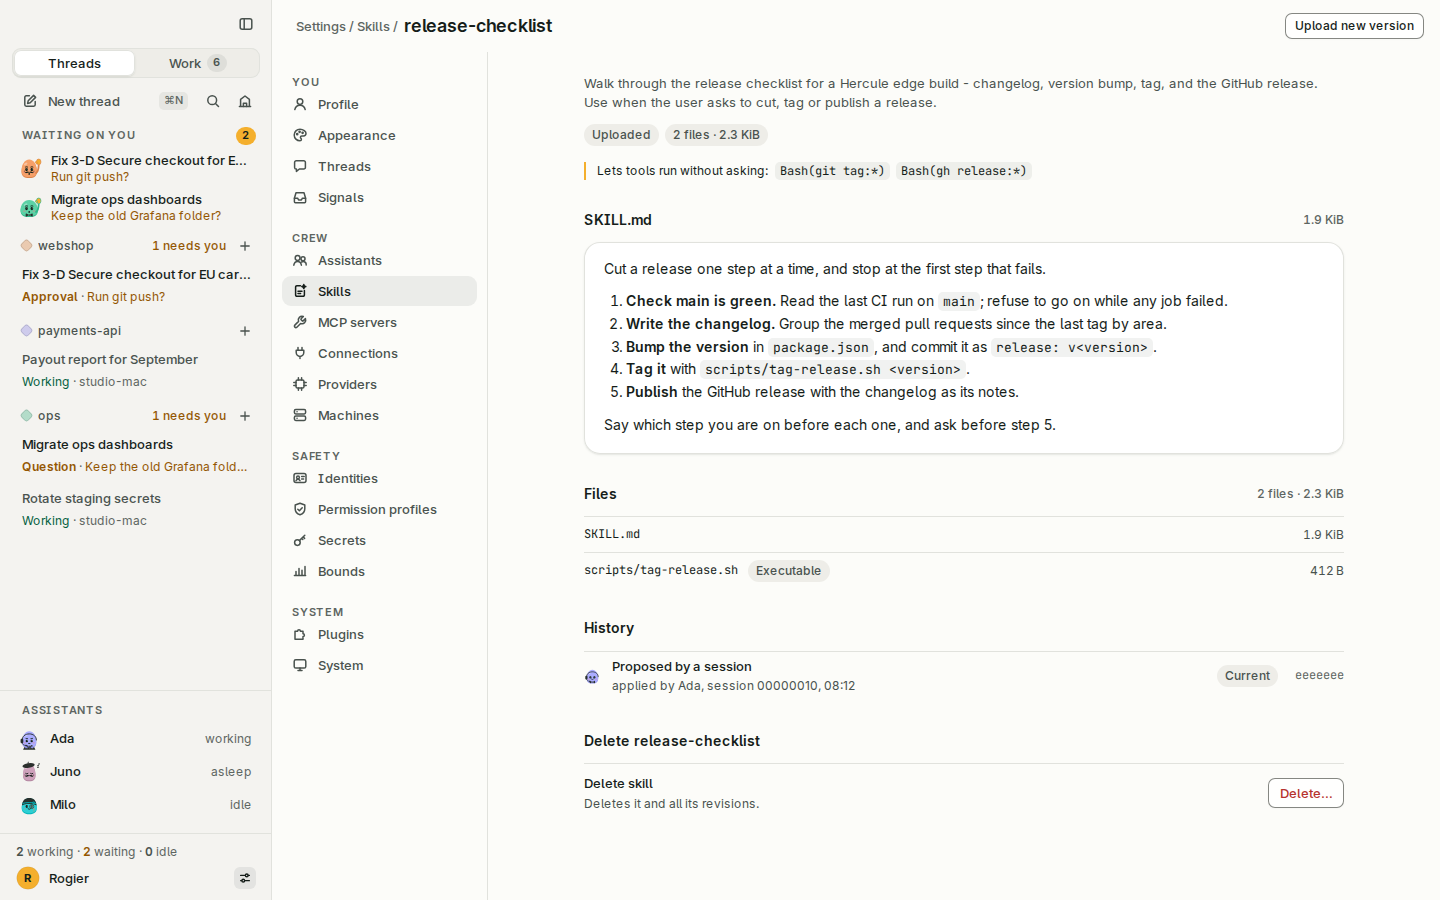 Threads
Work 6
New thread ⌘N
WAITING ON YOU 2
Fix 3-D Secure checkout for E...
Run git push?
Migrate ops dashboards
Keep the old Grafana folder?
webshop 1 needs you
Fix 3-D Secure checkout for EU car...
Approval · Run git push?
payments-api
Payout report for September
Working · studio-mac
ops 1 needs you
Migrate ops dashboards
Question · Keep the old Grafana fold...
Rotate staging secrets
Working · studio-mac
ASSISTANTS
Ada working
Juno asleep
Milo idle
2 working · 2 waiting · 0 idle
R Rogier
Settings / Skills / release-checklist
Upload new version
YOU
Profile
Appearance
Threads
Signals
CREW
Assistants
Skills
MCP servers
Connections
Providers
Machines
SAFETY
Identities
Permission profiles
Secrets
Bounds
SYSTEM
Plugins
System
Walk through the release checklist for a Hercule edge build - changelog, version bump, tag, and the GitHub release.
Use when the user asks to cut, tag or publish a release.
Uploaded 2 files · 2.3 KiB
Lets tools run without asking: Bash(git tag:*) Bash(gh release:*)
SKILL.md 1.9 KiB
Cut a release one step at a time, and stop at the first step that fails.
1. Check main is green. Read the last CI run on main; refuse to go on while any job failed.
2. Write the changelog. Group the merged pull requests since the last tag by area.
3. Bump the version in package.json, and commit it as release: v<version>.
4. Tag it with scripts/tag-release.sh <version>.
5. Publish the GitHub release with the changelog as its notes.
Say which step you are on before each one, and ask before step 5.
Files 2 files · 2.3 KiB
SKILL.md 1.9 KiB
scripts/tag-release.sh Executable 412 B
History
Proposed by a session
applied by Ada, session 00000010, 08:12
Current eeeeeee
Delete release-checklist
Delete skill
Deletes it and all its revisions.
Delete...